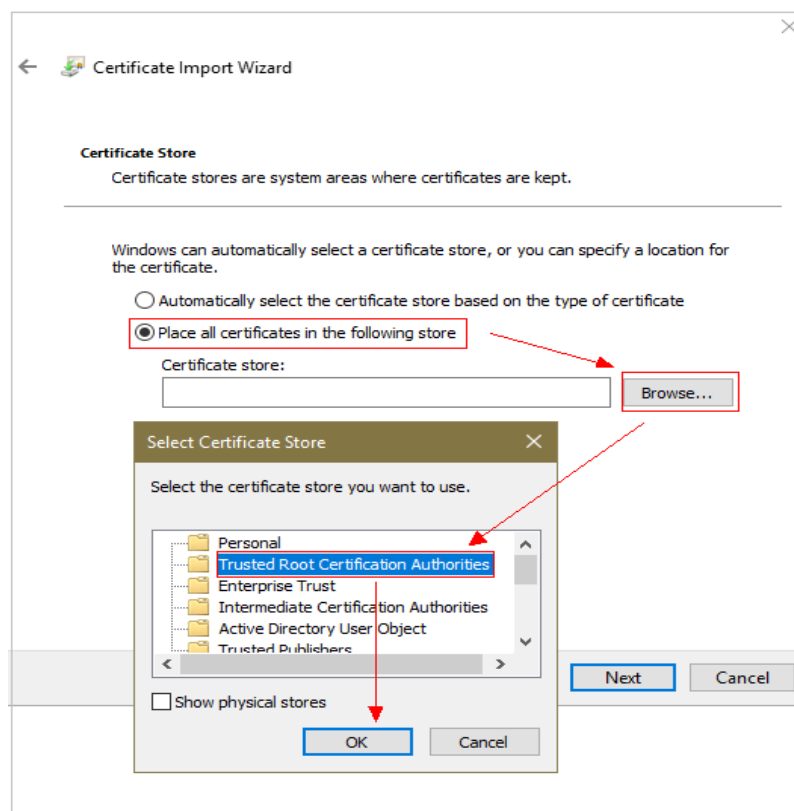 Certificate Import Wizard
Certificate Store
Certificate stores are system areas where certificates are kept.
Windows can automatically select a certificate store, or you can specify a location for
the certificate.
Automatically select the certificate store based on the type of certificate
Place all certificates in the following store
Certificate store:
Browse...
Select Certificate Store
Select the certificate store you want to use.
Personal
Trusted Root Certification Authorities
Enterprise Trust
Intermediate Certification Authorities
Active Directory User Object
Trusted Publishers
Show physical stores
OK
Cancel
Next
Cancel